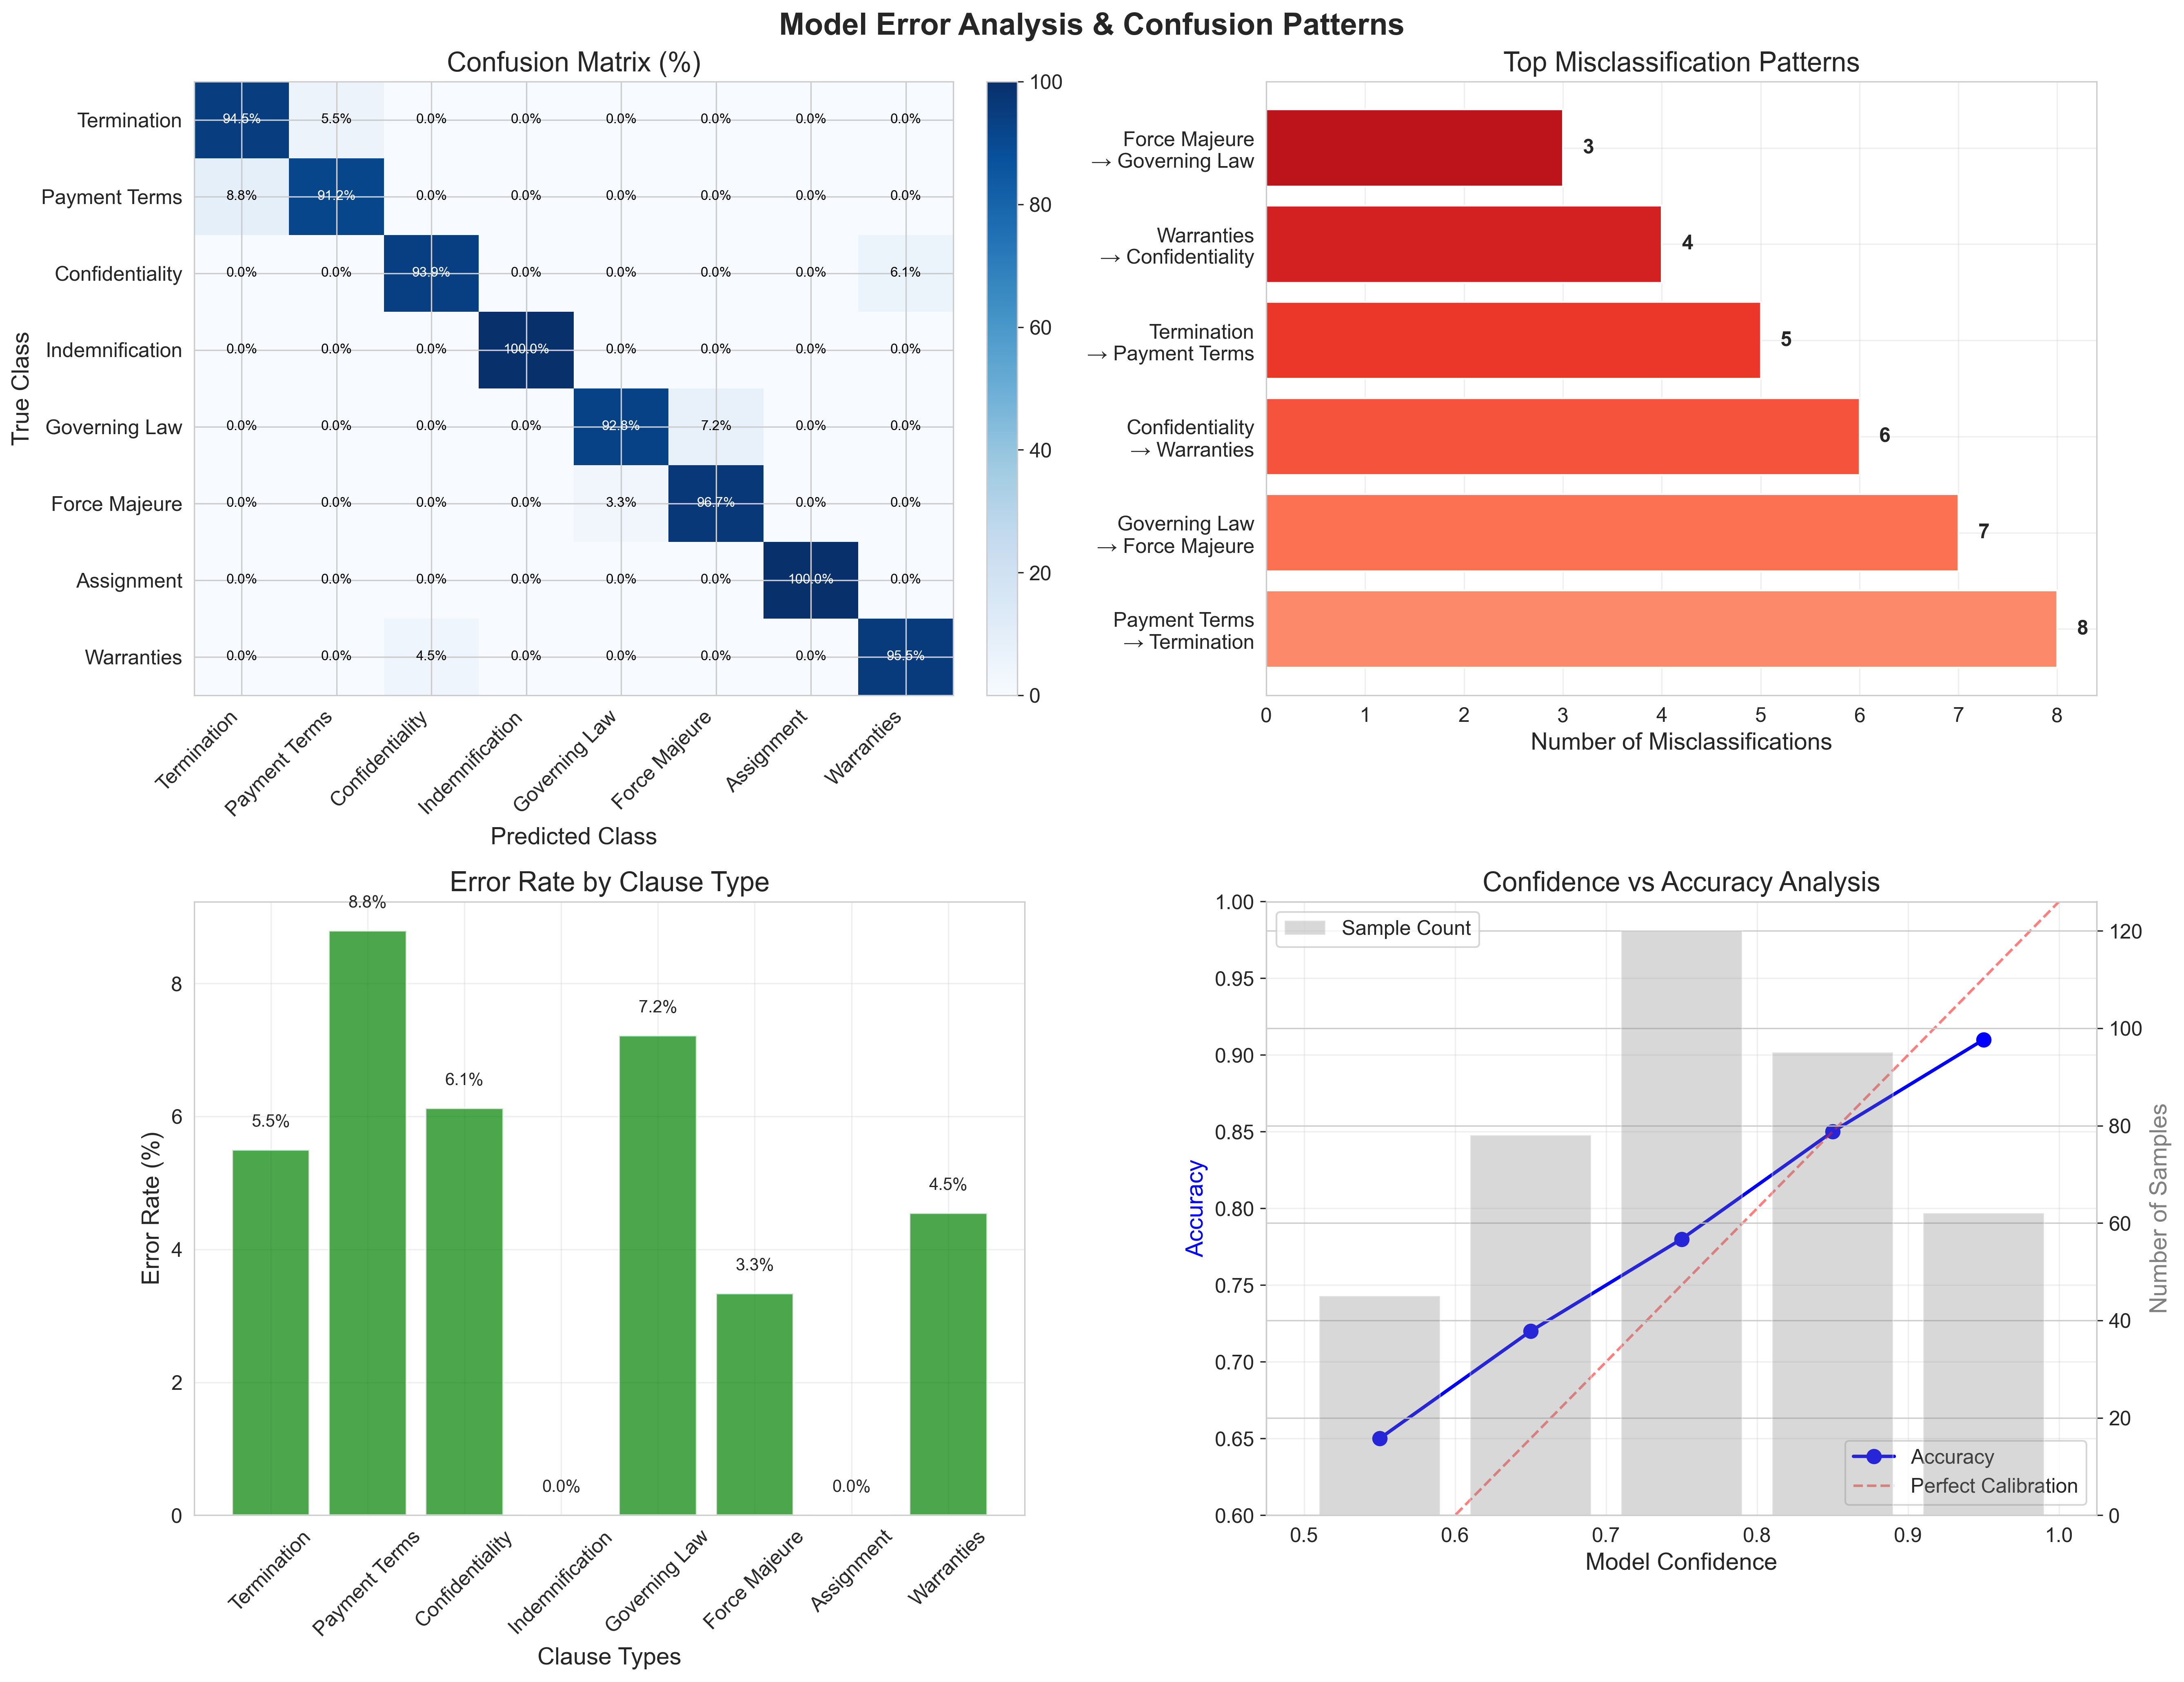 Model Error Analysis & Confusion Patterns
Confusion Matrix (%)
Termination 94.5% 5.5% 0.0% 0.0% 0.0% 0.0% 0.0% 0.0%
Payment Terms 8.8% 91.2% 0.0% 0.0% 0.0% 0.0% 0.0% 0.0%
Confidentiality 0.0% 0.0% 93.9% 0.0% 0.0% 0.0% 0.0% 6.1%
Indemnification 0.0% 0.0% 0.0% 100.0% 0.0% 0.0% 0.0% 0.0%
Governing Law 0.0% 0.0% 0.0% 0.0% 92.8% 7.2% 0.0% 0.0%
Force Majeure 0.0% 0.0% 0.0% 0.0% 3.3% 96.7% 0.0% 0.0%
Assignment 0.0% 0.0% 0.0% 0.0% 0.0% 0.0% 100.0% 0.0%
Warranties 0.0% 0.0% 4.5% 0.0% 0.0% 0.0% 0.0% 95.5%
True Class
Termination
Payment Terms
Confidentiality
Indemnification
Governing Law
Force Majeure
Assignment
Warranties
Predicted Class
100
80
60
40
20
0
Top Misclassification Patterns
Force Majeure
→ Governing Law
3
Warranties
→ Confidentiality
4
Termination
→ Payment Terms
5
Confidentiality
→ Warranties
6
Governing Law
→ Force Majeure
7
Payment Terms
→ Termination
8
0 1 2 3 4 5 6 7 8
Number of Misclassifications
Error Rate by Clause Type
Error Rate (%)
8
6
4
2
0
5.5%
8.8%
6.1%
0.0%
7.2%
3.3%
0.0%
4.5%
Termination
Payment Terms
Confidentiality
Indemnification
Governing Law
Force Majeure
Assignment
Warranties
Clause Types
Confidence vs Accuracy Analysis
Sample Count
Accuracy
1.00
0.95
0.90
0.85
0.80
0.75
0.70
0.65
0.60
120
100
80
60
40
20
0
Number of Samples
Accuracy
Perfect Calibration
0.5 0.6 0.7 0.8 0.9 1.0
Model Confidence